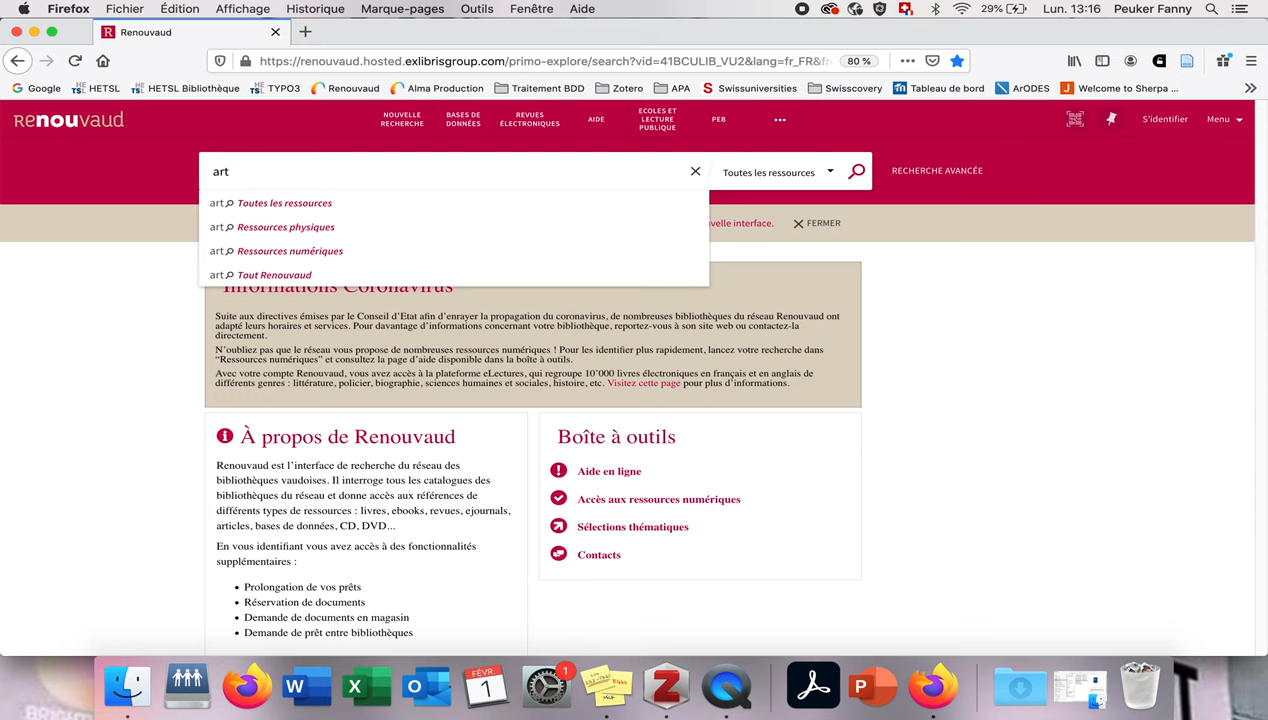 Firefox Fichier Édition Affichage Historique Marque-pages Outils Fenêtre Aide 29% Lun. 13:16 Peuker Fanny
R Renouvaud
https://renouvaud.hosted.exlibrisgroup.com/primo-explore/search?vid=41BCULIB_VU2&lang=fr_FR& 80 %
Google HETSL HETSL Bibliothèque TYPO3 Renouvaud Alma Production Traitement BDD Zotero APA Swissuniversities Swisscovery Tableau de bord ArODES Welcome to Sherpa ...
Renouvaud
NOUVELLE RECHERCHE
BASES DE DONNÉES
REVUES ÉLECTRONIQUES
AIDE
ECOLES ET LECTURE PUBLIQUE
PEB
S'identifier
Menu
art
Toutes les ressources
RECHERCHE AVANCÉE
art Toutes les ressources
art Ressources physiques
art Ressources numériques
art Tout Renouvaud
velle interface.
FERMER
Informations Coronavirus
Suite aux directives émises par le Conseil d'Etat afin d'enrayer la propagation du coronavirus, de nombreuses bibliothèques du réseau Renouvaud ont
adapté leurs horaires et services. Pour davantage d'informations concernant votre bibliothèque, reportez-vous à son site web ou contactez-la
directement.
N'oubliez pas que le réseau vous propose de nombreuses ressources numériques ! Pour les identifier plus rapidement, lancez votre recherche dans
“Ressources numériques” et consultez la page d'aide disponible dans la boîte à outils.
Avec votre compte Renouvaud, vous avez accès à la plateforme eLectures, qui regroupe 10'000 livres électroniques en français et en anglais de
différents genres : littérature, policier, biographie, sciences humaines et sociales, histoire, etc. Visitez cette page pour plus d'informations.
À propos de Renouvaud
Renouvaud est l'interface de recherche du réseau des
bibliothèques vaudoises. Il interroge tous les catalogues des
bibliothèques du réseau et donne accès aux références de
différents types de ressources : livres, ebooks, revues, ejournals,
articles, bases de données, CD, DVD...
En vous identifiant vous avez accès à des fonctionnalités
supplémentaires :
• Prolongation de vos prêts
• Réservation de documents
• Demande de documents en magasin
• Demande de prêt entre bibliothèques
Boîte à outils
Aide en ligne
Accès aux ressources numériques
Sélections thématiques
Contacts
W X O FÉVR. 1 1 Z P